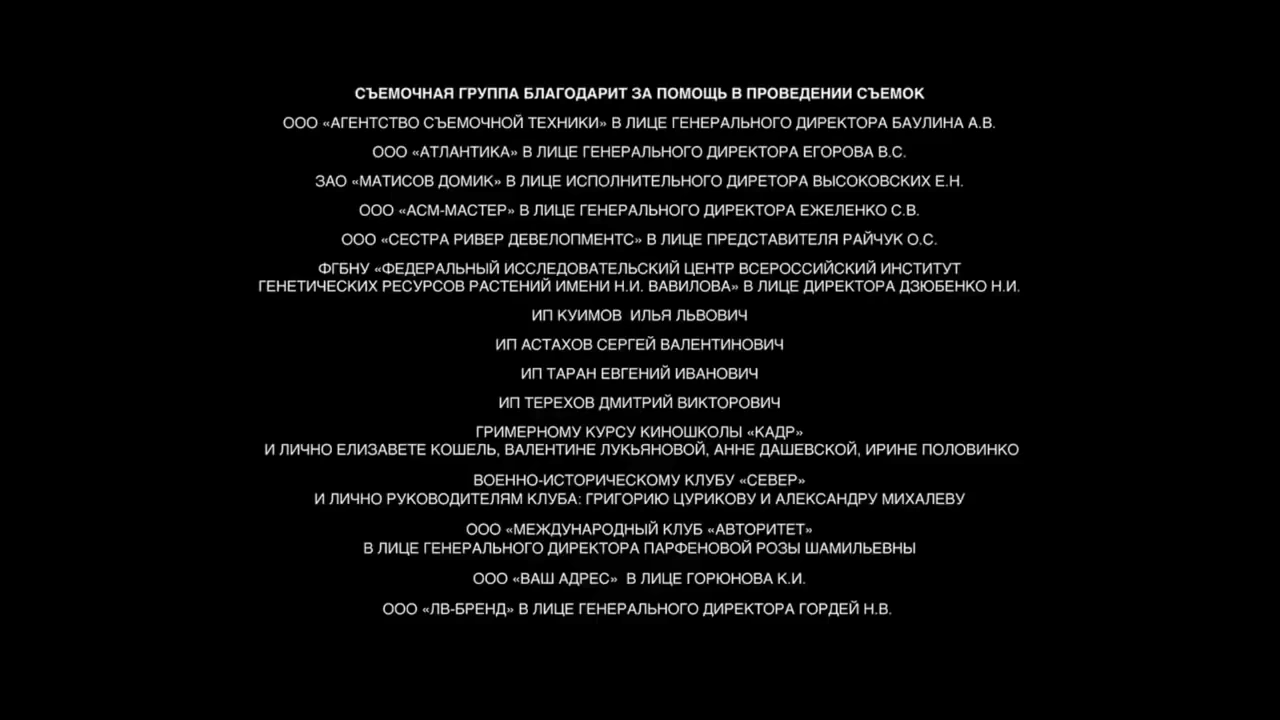 СЪЕМОЧНАЯ ГРУППА БЛАГОДАРИТ ЗА ПОМОЩЬ В ПРОВЕДЕНИИ СЪЕМОК
ООО «АГЕНТСТВО СЪЕМОЧНОЙ ТЕХНИКИ» В ЛИЦЕ ГЕНЕРАЛЬНОГО ДИРЕКТОРА БАУЛИНА А.В.
ООО «АТЛАНТИКА» В ЛИЦЕ ГЕНЕРАЛЬНОГО ДИРЕКТОРА ЕГОРОВА В.С.
ЗАО «МАТИСОВ ДОМИК» В ЛИЦЕ ИСПОЛНИТЕЛЬНОГО ДИРЕТОРА ВЫСОКОВСКИХ Е.Н.
ООО «АСМ-МАСТЕР» В ЛИЦЕ ГЕНЕРАЛЬНОГО ДИРЕКТОРА ЕЖЕЛЕНКО С.В.
ООО «СЕСТРА РИВЕР ДЕВЕЛОПМЕНТС» В ЛИЦЕ ПРЕДСТАВИТЕЛЯ РАЙЧУК О.С.
ФГБНУ «ФЕДЕРАЛЬНЫЙ ИССЛЕДОВАТЕЛЬСКИЙ ЦЕНТР ВСЕРОССИЙСКИЙ ИНСТИТУТ
ГЕНЕТИЧЕСКИХ РЕСУРСОВ РАСТЕНИЙ ИМЕНИ Н.И. ВАВИЛОВА» В ЛИЦЕ ДИРЕКТОРА ДЗЮБЕНКО Н.И.
ИП КУИМОВ ИЛЬЯ ЛЬВОВИЧ
ИП АСТАХОВ СЕРГЕЙ ВАЛЕНТИНОВИЧ
ИП ТАРАН ЕВГЕНИЙ ИВАНОВИЧ
ИП ТЕРЕХОВ ДМИТРИЙ ВИКТОРОВИЧ
ГРИМЕРНОМУ КУРСУ КИНОШКОЛЫ «КАДР»
И ЛИЧНО ЕЛИЗАВЕТЕ КОШЕЛЬ, ВАЛЕНТИНЕ ЛУКЬЯНОВОЙ, АННЕ ДАШЕВСКОЙ, ИРИНЕ ПОЛОВИНКО
ВОЕННО-ИСТОРИЧЕСКОМУ КЛУБУ «СЕВЕР»
И ЛИЧНО РУКОВОДИТЕЛЯМ КЛУБА: ГРИГОРИЮ ЦУРИКОВУ И АЛЕКСАНДРУ МИХАЛЕВУ
ООО «МЕЖДУНАРОДНЫЙ КЛУБ «АВТОРИТЕТ»
В ЛИЦЕ ГЕНЕРАЛЬНОГО ДИРЕКТОРА ПАРФЕНОВОЙ РОЗЫ ШАМИЛЬЕВНЫ
ООО «ВАШ АДРЕС» В ЛИЦЕ ГОРЮНОВА К.И.
ООО «ЛВ-БРЕНД» В ЛИЦЕ ГЕНЕРАЛЬНОГО ДИРЕКТОРА ГОРДЕЙ Н.В.